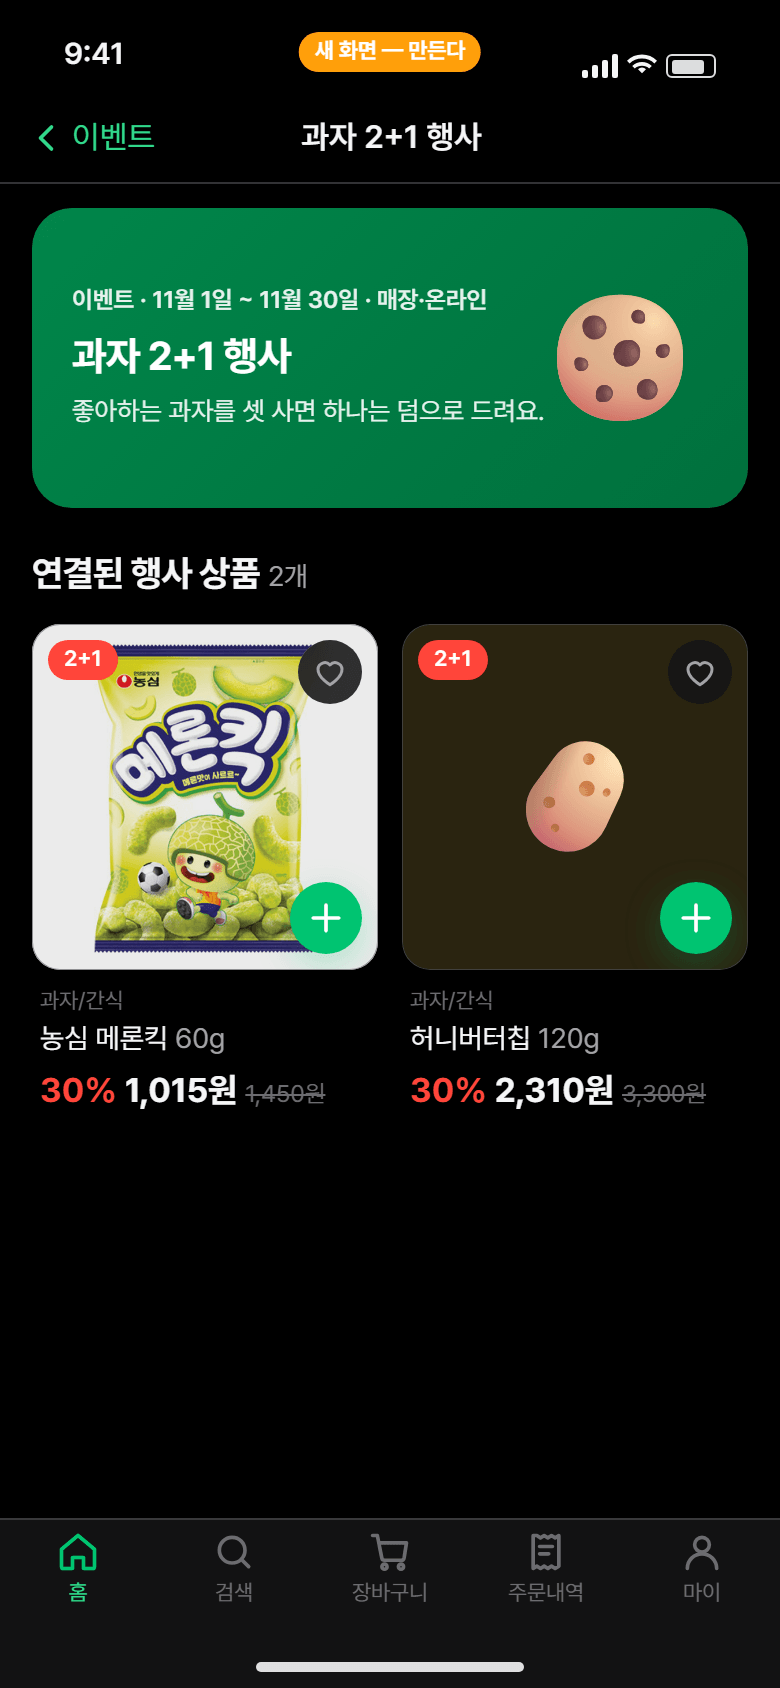 9:41
새 화면 — 만든다
이벤트
과자 2+1 행사
이벤트 · 11월 1일 ~ 11월 30일 · 매장·온라인
과자 2+1 행사
좋아하는 과자를 셋 사면 하나는 덤으로 드려요.
연결된 행사 상품 2개
2+1
농심
메론킥
메론맛이 사르르~
2+1
과자/간식
농심 메론킥 60g
30% 1,015원 1,450원
과자/간식
허니버터칩 120g
30% 2,310원 3,300원
홈
검색
장바구니
주문내역
마이